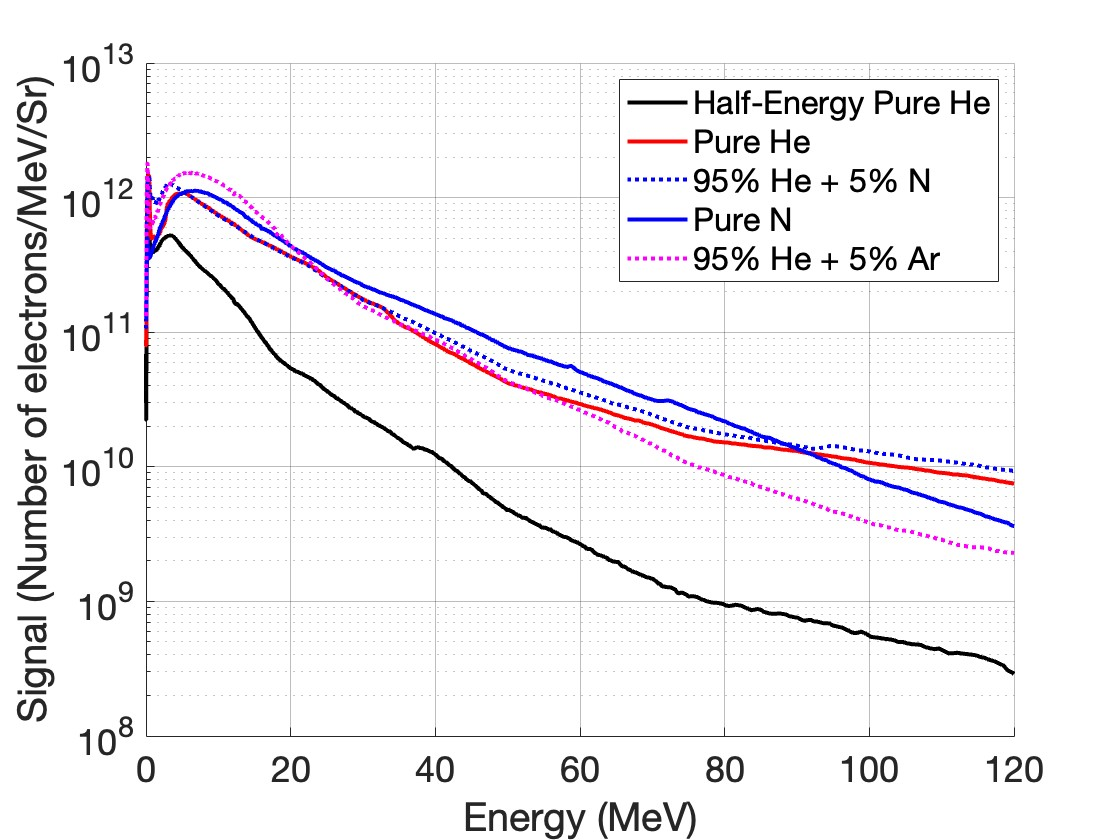 10^13
10^12
10^11
10^10
10^9
10^8
Signal (Number of electrons/MeV/Sr)
Half-Energy Pure He
Pure He
95% He + 5% N
Pure N
95% He + 5% Ar
0 20 40 60 80 100 120
Energy (MeV)